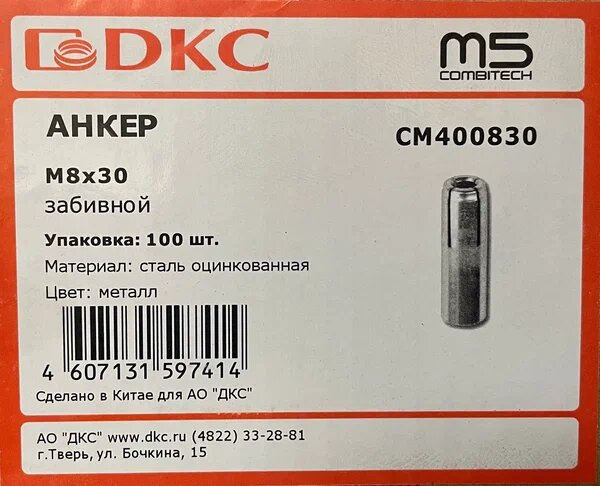 DKC
m5
COMBITECH
АНКЕР
CM400830
M8x30
забивной
Упаковка: 100 шт.
Материал: сталь оцинкованная
Цвет: металл
4 607131 597414
Сделано в Китае для АО "ДКС"
АО "ДКС" www.dkc.ru (4822) 33-28-81
г.Тверь, ул. Бочкина, 15